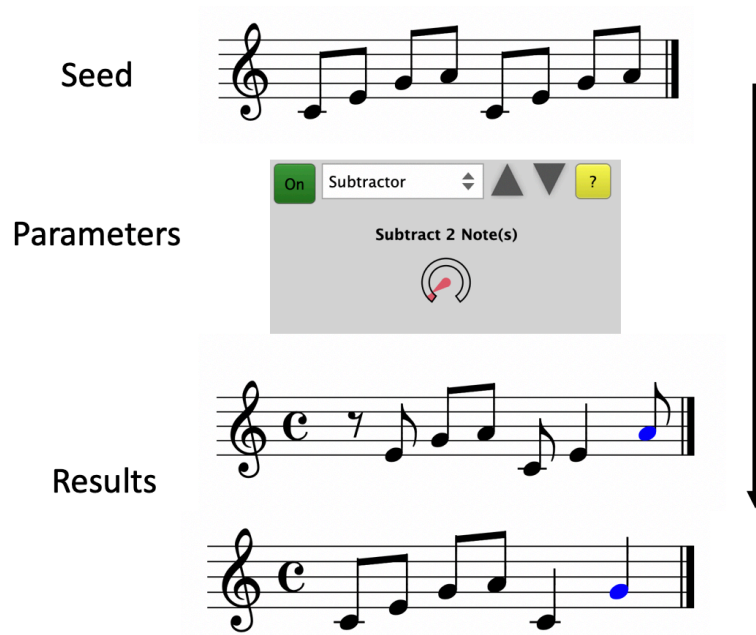 Seed
On
Subtractor
?
Parameters
Subtract 2 Note(s)
Results